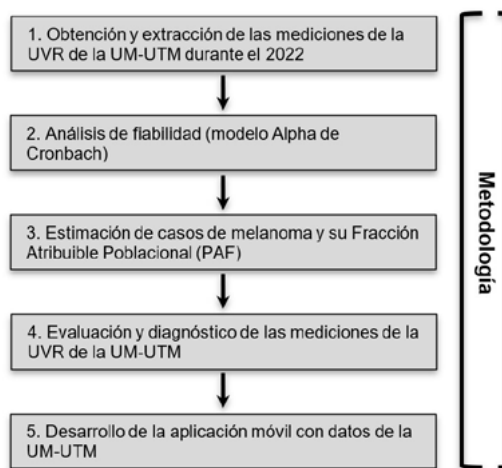 1. Obtención y extracción de las mediciones de la
UVR de la UM-UTM durante el 2022
2. Análisis de fiabilidad (modelo Alpha de
Cronbach)
3. Estimación de casos de melanoma y su Fracción
Atribuible Poblacional (PAF)
4. Evaluación y diagnóstico de las mediciones de la
UVR de la UM-UTM
5. Desarrollo de la aplicación móvil con datos de la
UM-UTM
Metodología